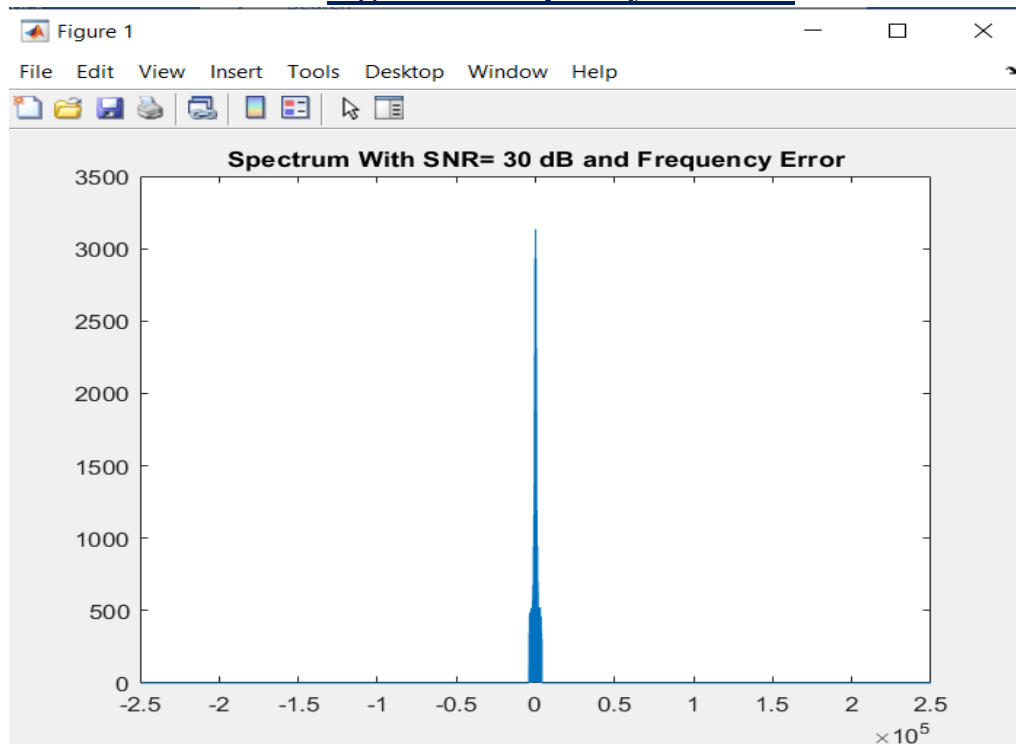 Figure 1
File Edit View Insert Tools Desktop Window Help
Spectrum With SNR= 30 dB and Frequency Error
3500
3000
2500
2000
1500
1000
500
0
-2.5 -2 -1.5 -1 -0.5 0 0.5 1 1.5 2 2.5
×10⁵